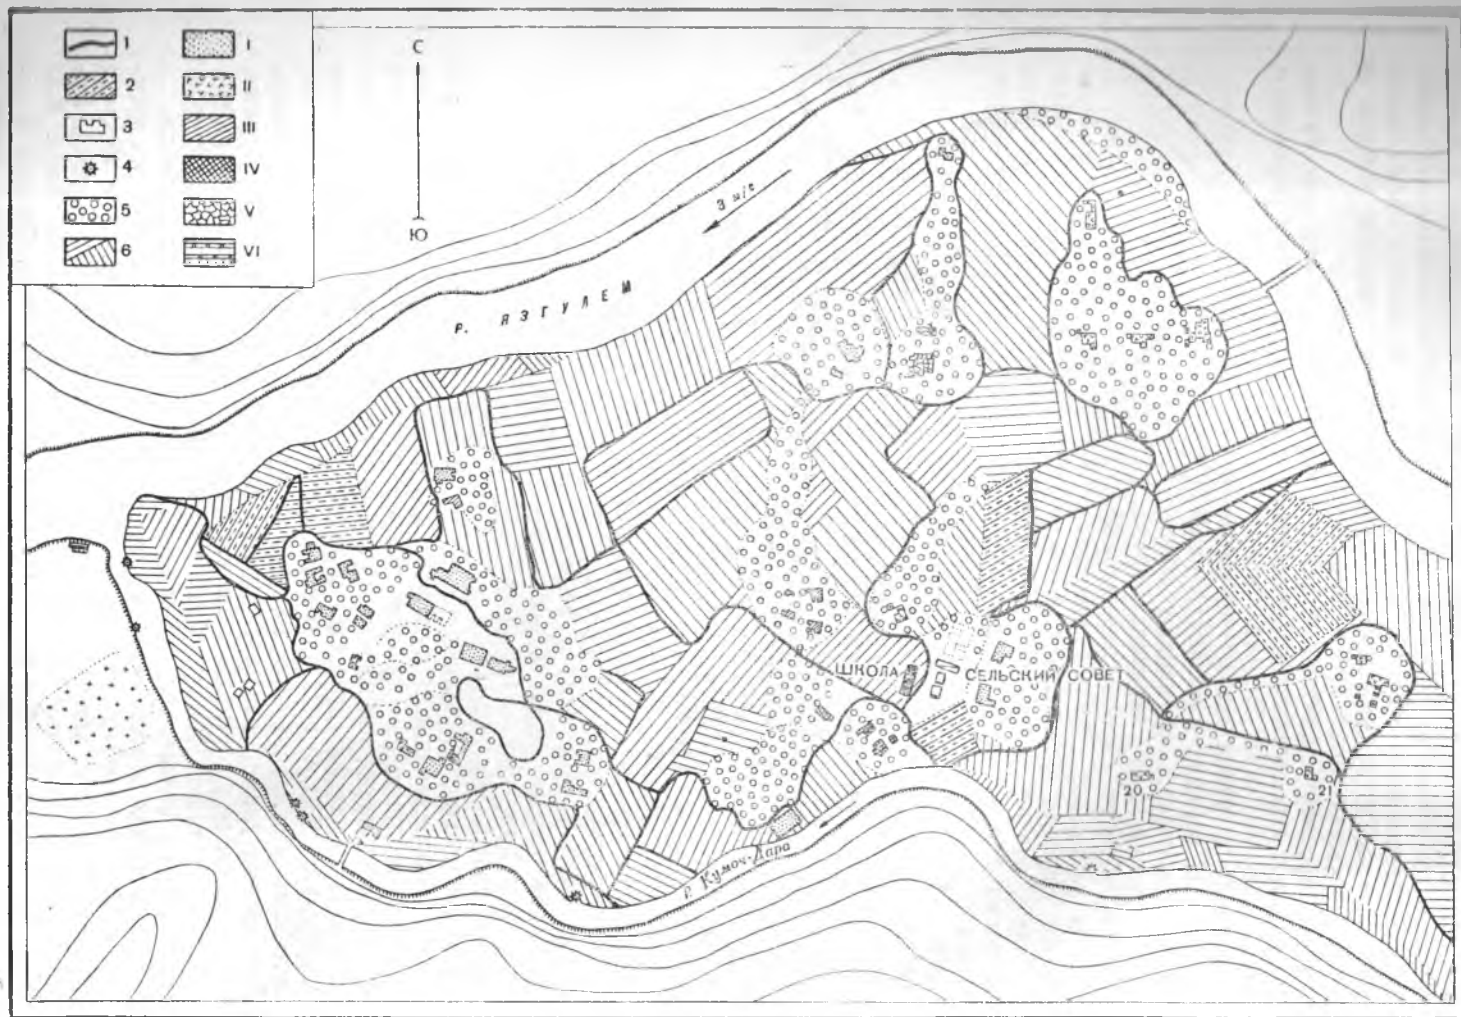 1 I
2 II
3 III
4 IV
5 V
6 VI
С
Ю
3 м/с
Р. ЯЗГУЛЕМ
ШКОЛА
СЕЛЬСКИЙ СОВЕТ
20
21
р. Кумоч-Дара